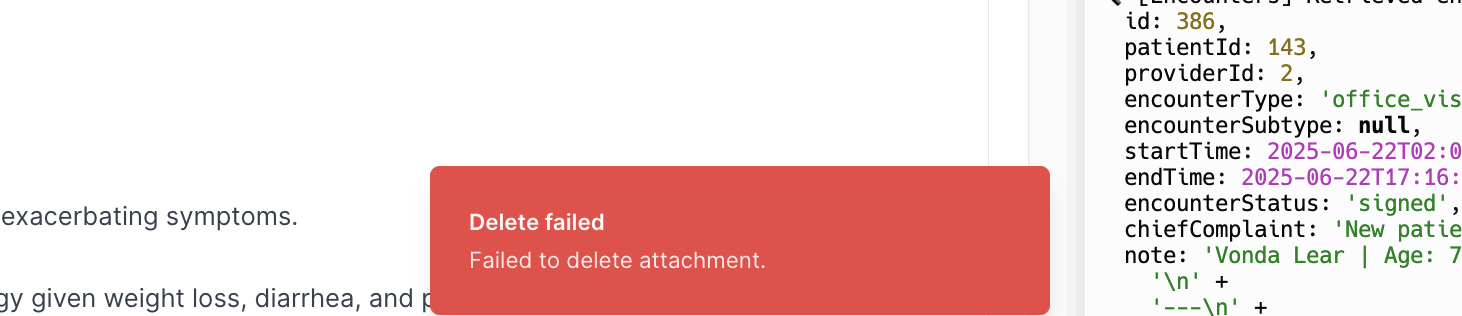 exacerbating symptoms.
gy given weight loss, diarrhea, and p
Delete failed
Failed to delete attachment.
id: 386,
patientId: 143,
providerId: 2,
encounterType: 'office_vis
encounterSubtype: null,
startTime: 2025-06-22T02:0
endTime: 2025-06-22T17:16:
encounterStatus: 'signed',
chiefComplaint: 'New patie
note: 'Vonda Lear | Age: 7
'\n' +
'---\n' +